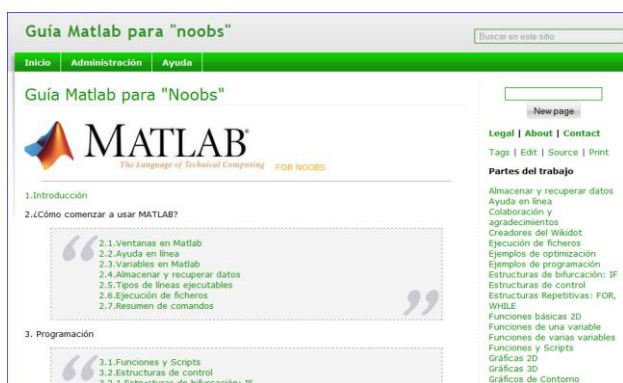 Guía Matlab para "noobs"
Buscar en este sitio
Inicio Administración Ayuda
Guía Matlab para "Noobs"
MATLAB®
The Language of Technical Computing
FOR NOOBS
1.Introducción
2.¿Cómo comenzar a usar MATLAB?
2.1.Ventanas en Matlab
2.2.Ayuda en línea
2.3.Variables en Matlab
2.4.Almacenar y recuperar datos
2.5.Tipos de líneas ejecutables
2.6.Ejecución de ficheros
2.7.Resumen de comandos
3. Programación
3.1.Funciones y Scripts
3.2.Estructuras de control
3.2.1.Estructuras de bifurcación: IF
New page
Legal | About | Contact
Tags | Edit | Source | Print
Partes del trabajo
Almacenar y recuperar datos
Ayuda en línea
Colaboración y
agradecimientos
Creadores del Wikidot
Ejecución de ficheros
Ejemplos de optimización
Ejemplos de programación
Estructuras de bifurcación: IF
Estructuras de control
Estructuras Repetitivas: FOR,
WHILE
Funciones básicas 2D
Funciones de una variable
Funciones de varias variables
Funciones y Scripts
Gráficas 2D
Gráficas 3D
Gráficos de Contorno